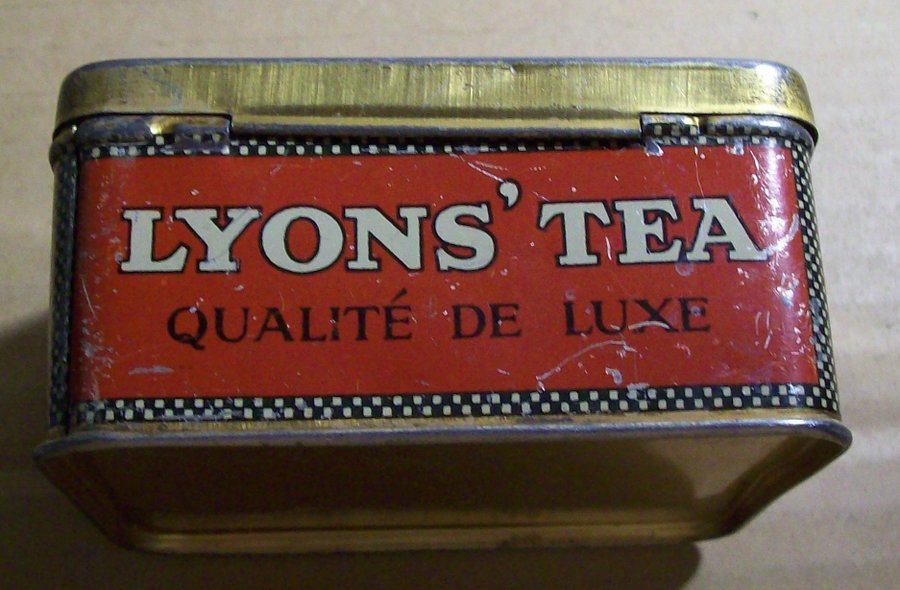 LYONS' TEA
QUALITÉ DE LUXE